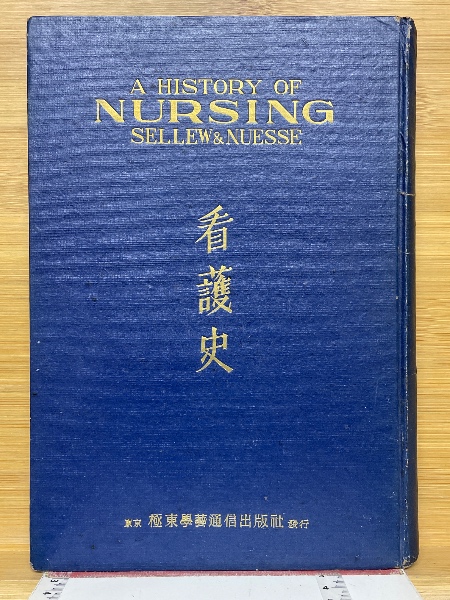 A HISTORY OF
NURSING
SELLEW & NUESSE
看護史
東京 極東學藝通信出版社 發行